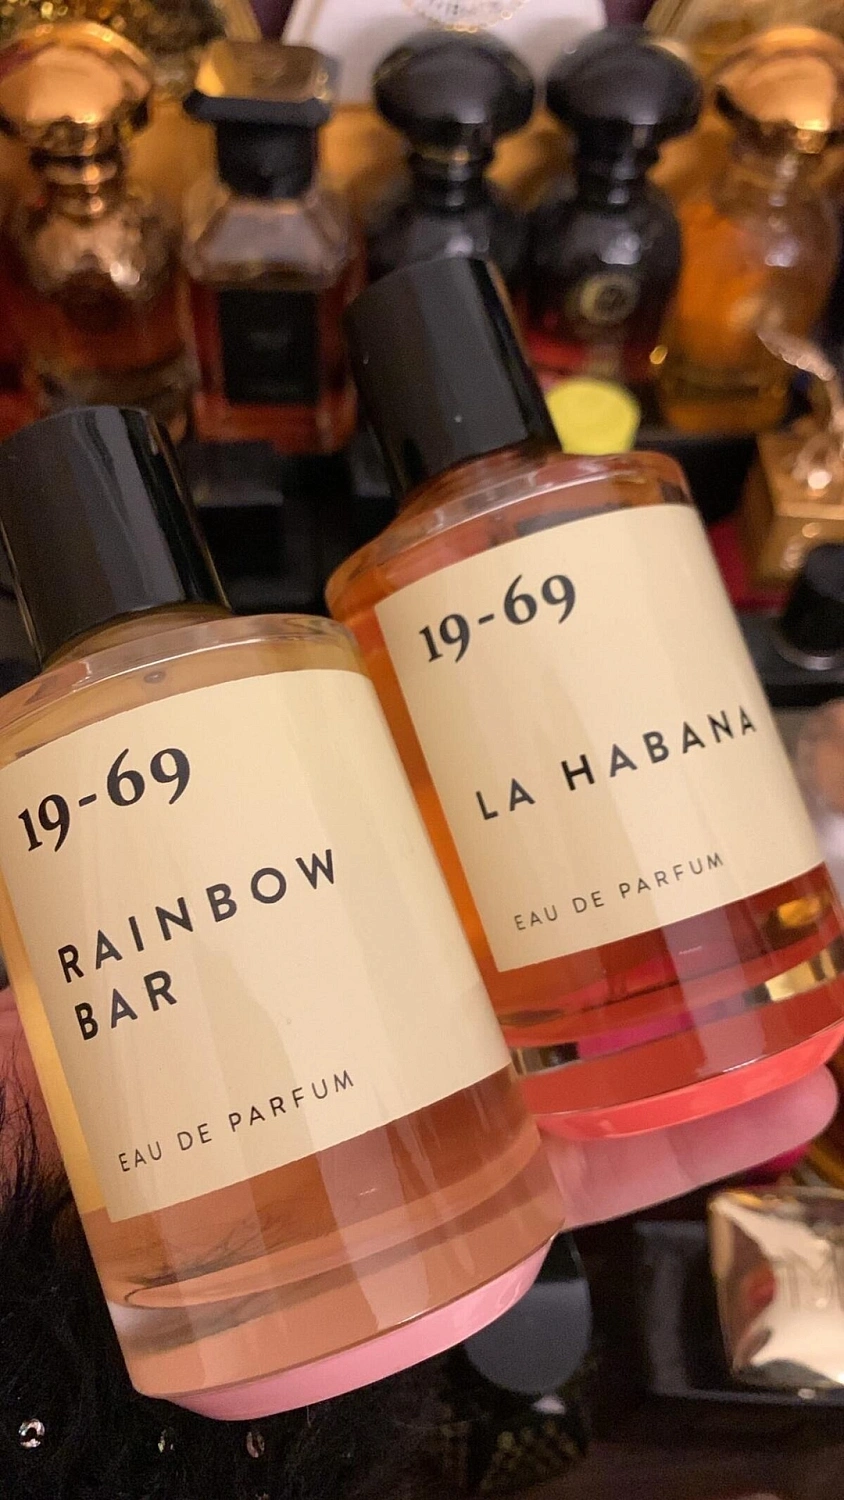 19-69
RAINBOW
BAR
EAU DE PARFUM
19-69
LA HABANA
EAU DE PARFUM